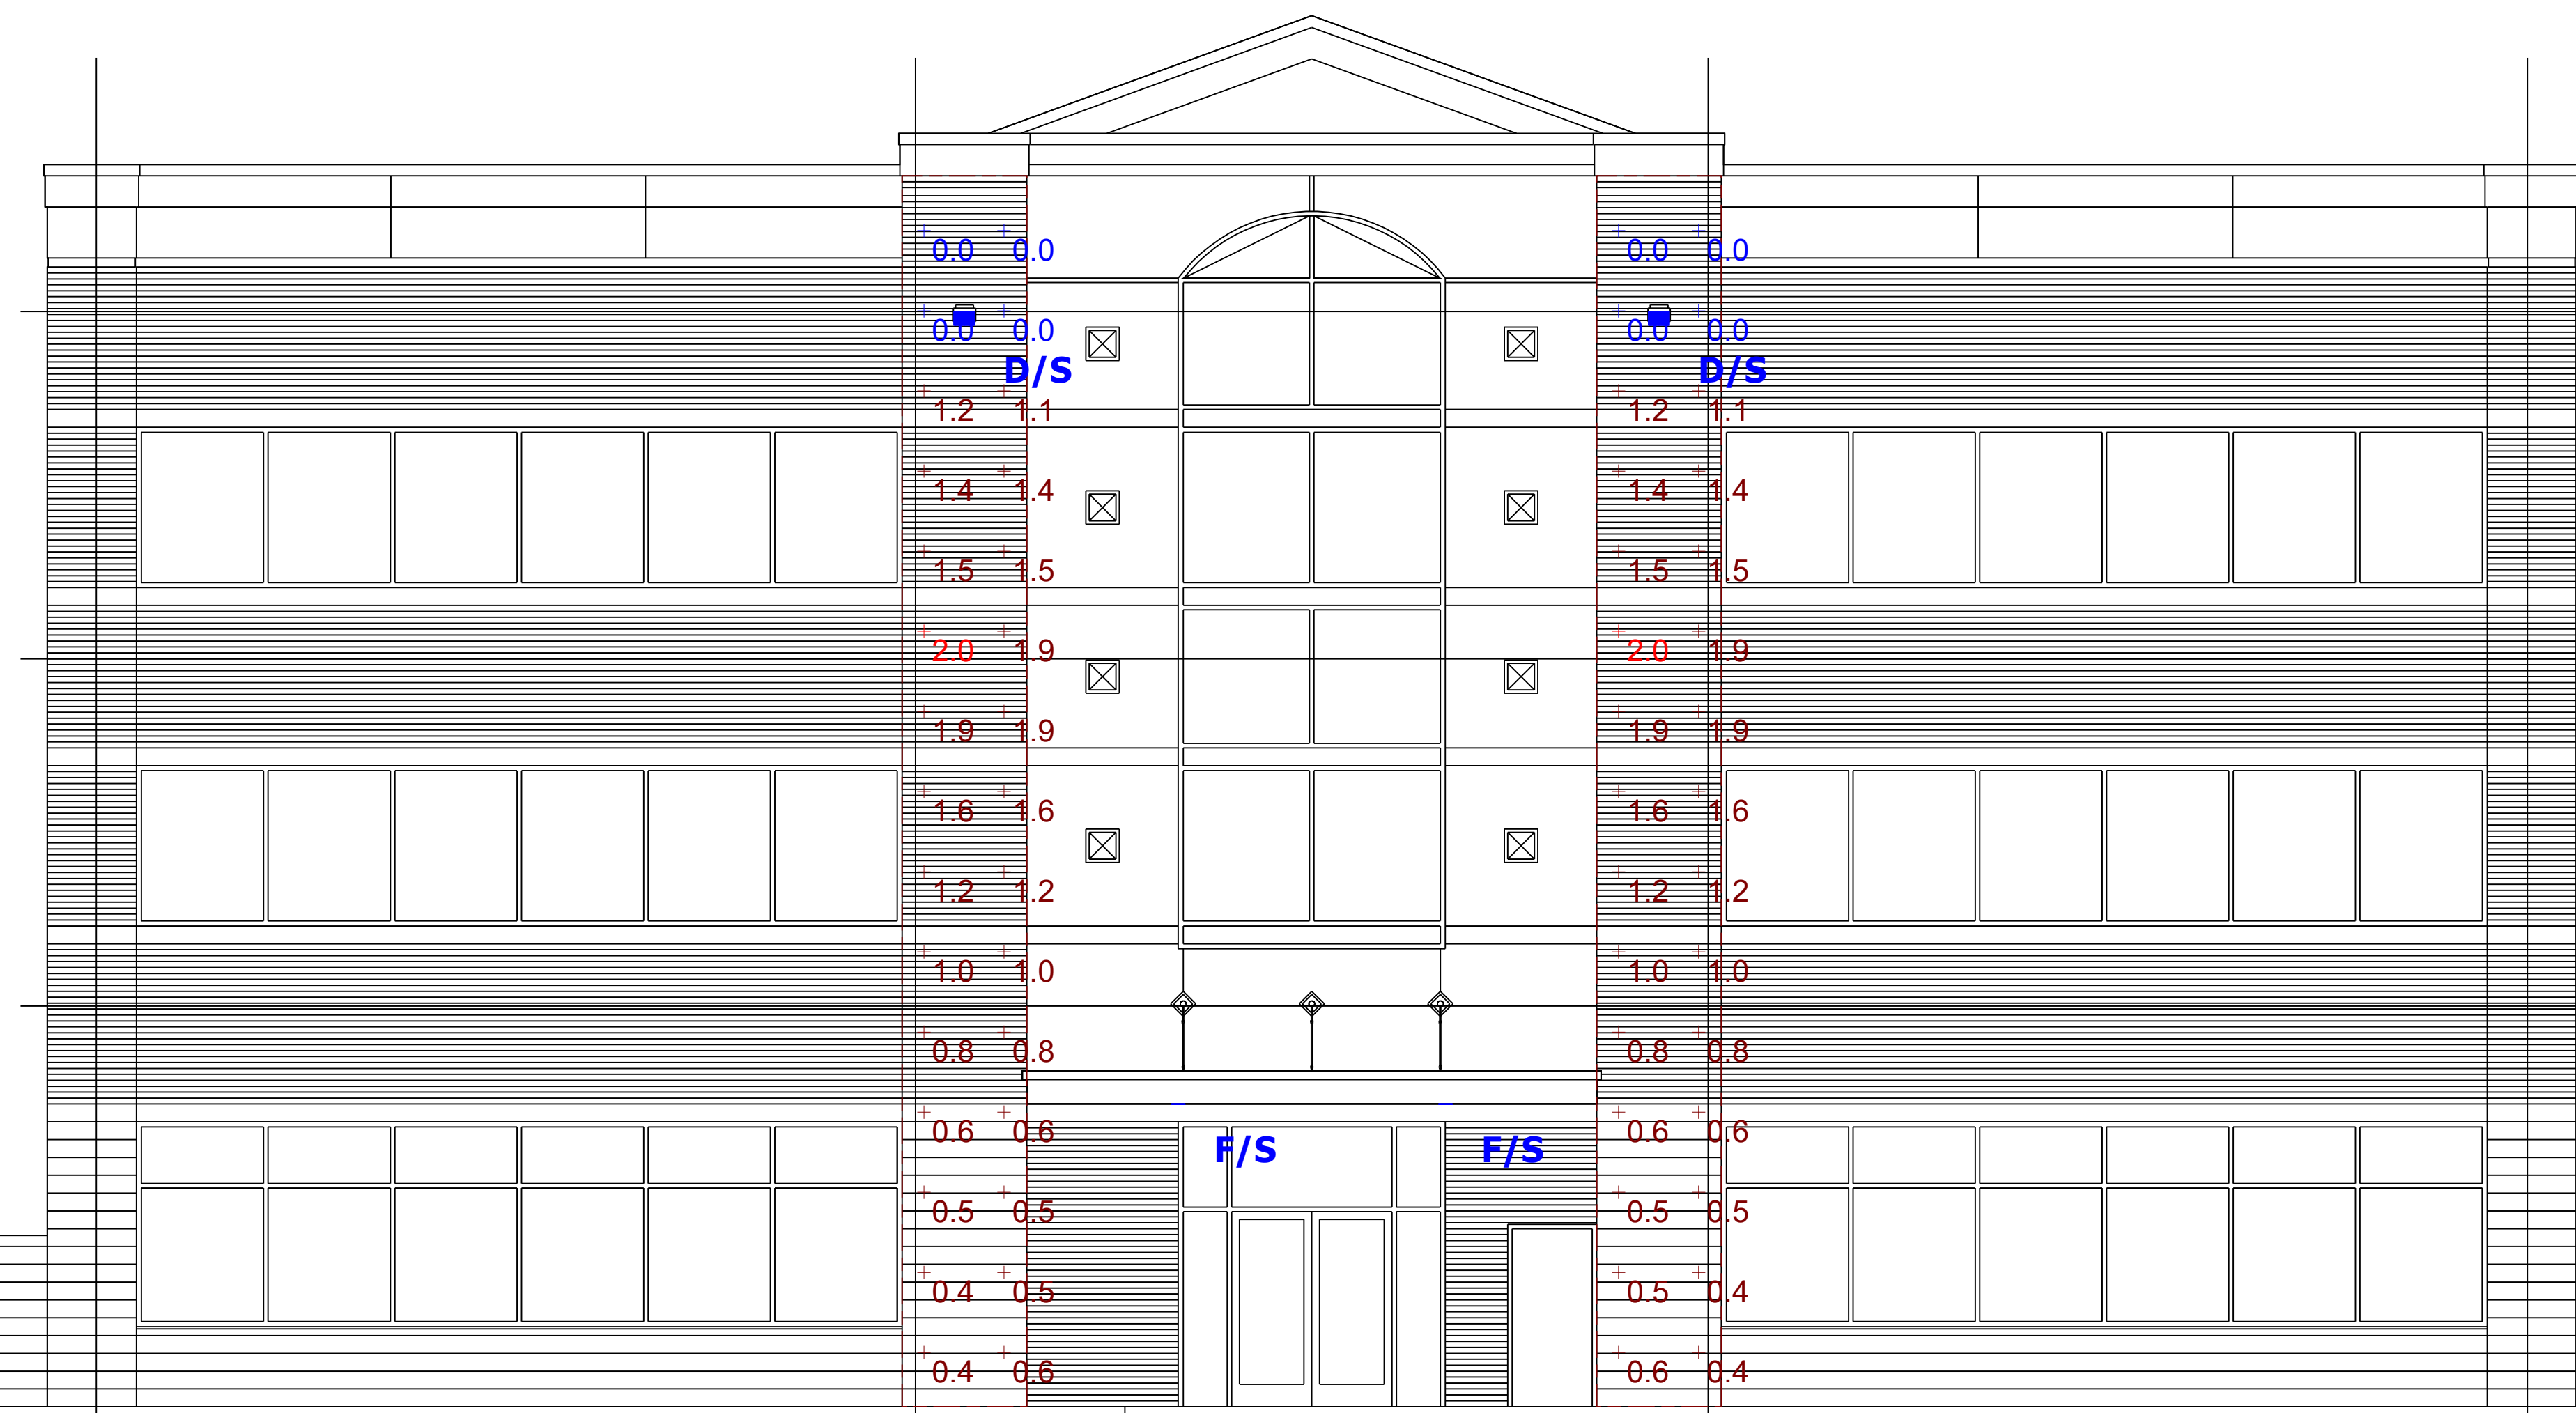 0.0 0.0 0.0 0.0
0.0 0.0 0.0 0.0
D/S D/S
1.2 1.1 1.2 1.1
1.4 1.4 1.4 1.4
1.5 1.5 1.5 1.5
2.0 1.9 2.0 1.9
1.9 1.9 1.9 1.9
1.6 1.6 1.6 1.6
1.2 1.2 1.2 1.2
1.0 1.0 1.0 1.0
0.8 0.8 0.8 0.8
0.6 0.6 0.6 0.6
F/S F/S
0.5 0.5 0.5 0.5
0.4 0.5 0.5 0.4
0.4 0.6 0.6 0.4